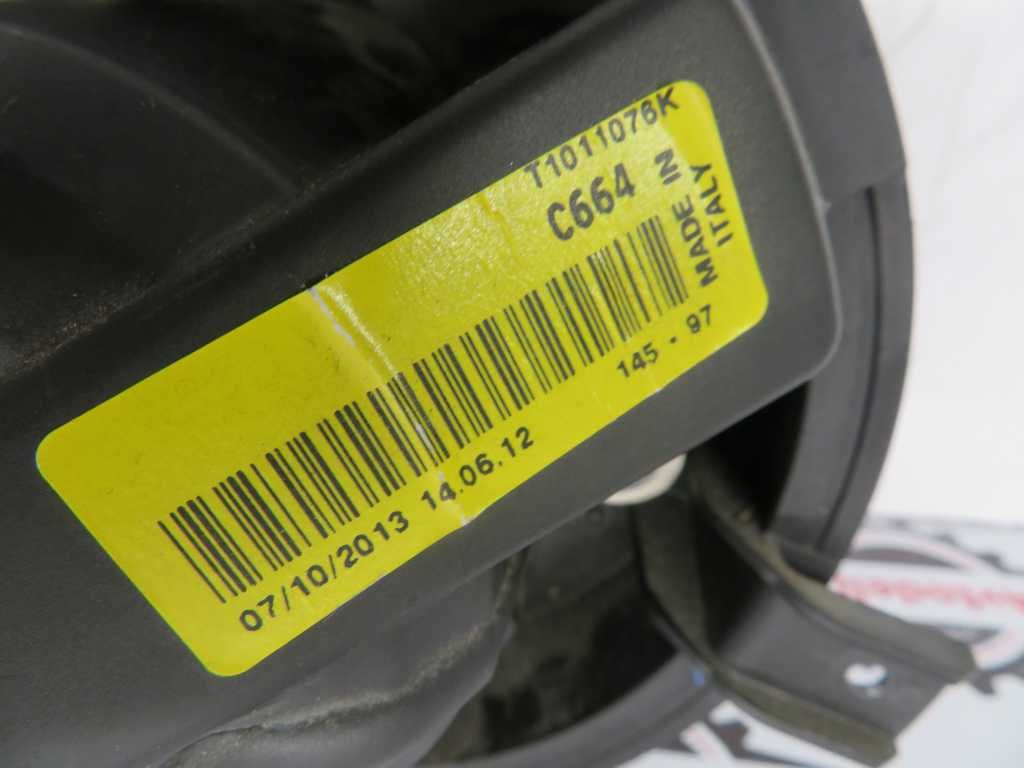 T1011076K
C664
MADE IN
ITALY
145 - 97
07/10/2013 14.06.12